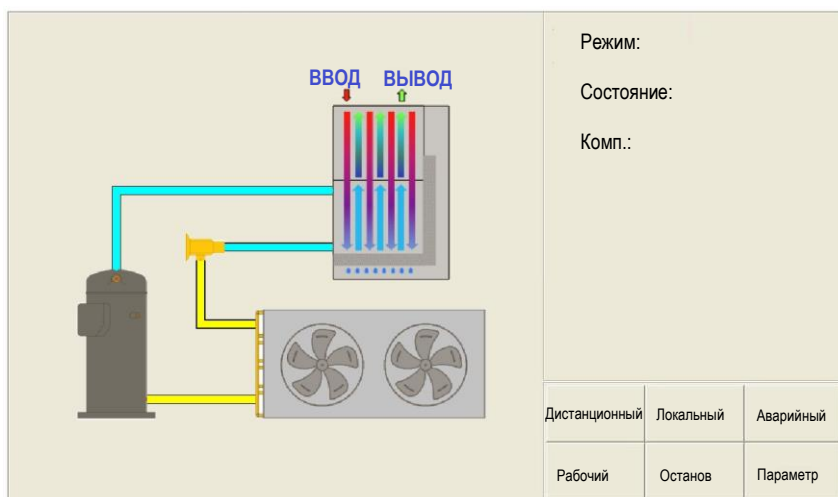 ВВОД ВЫВОД
Режим:
Состояние:
Комп.:
Дистанционный Локальный Аварийный
Рабочий Останов Параметр